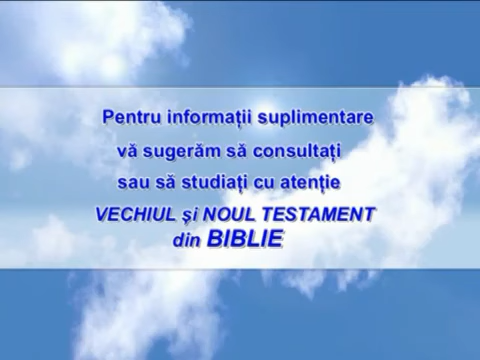 Pentru informații suplimentare
vă sugerăm să consultați
sau să studiați cu atenție
VECHIUL și NOUL TESTAMENT
din BIBLIE